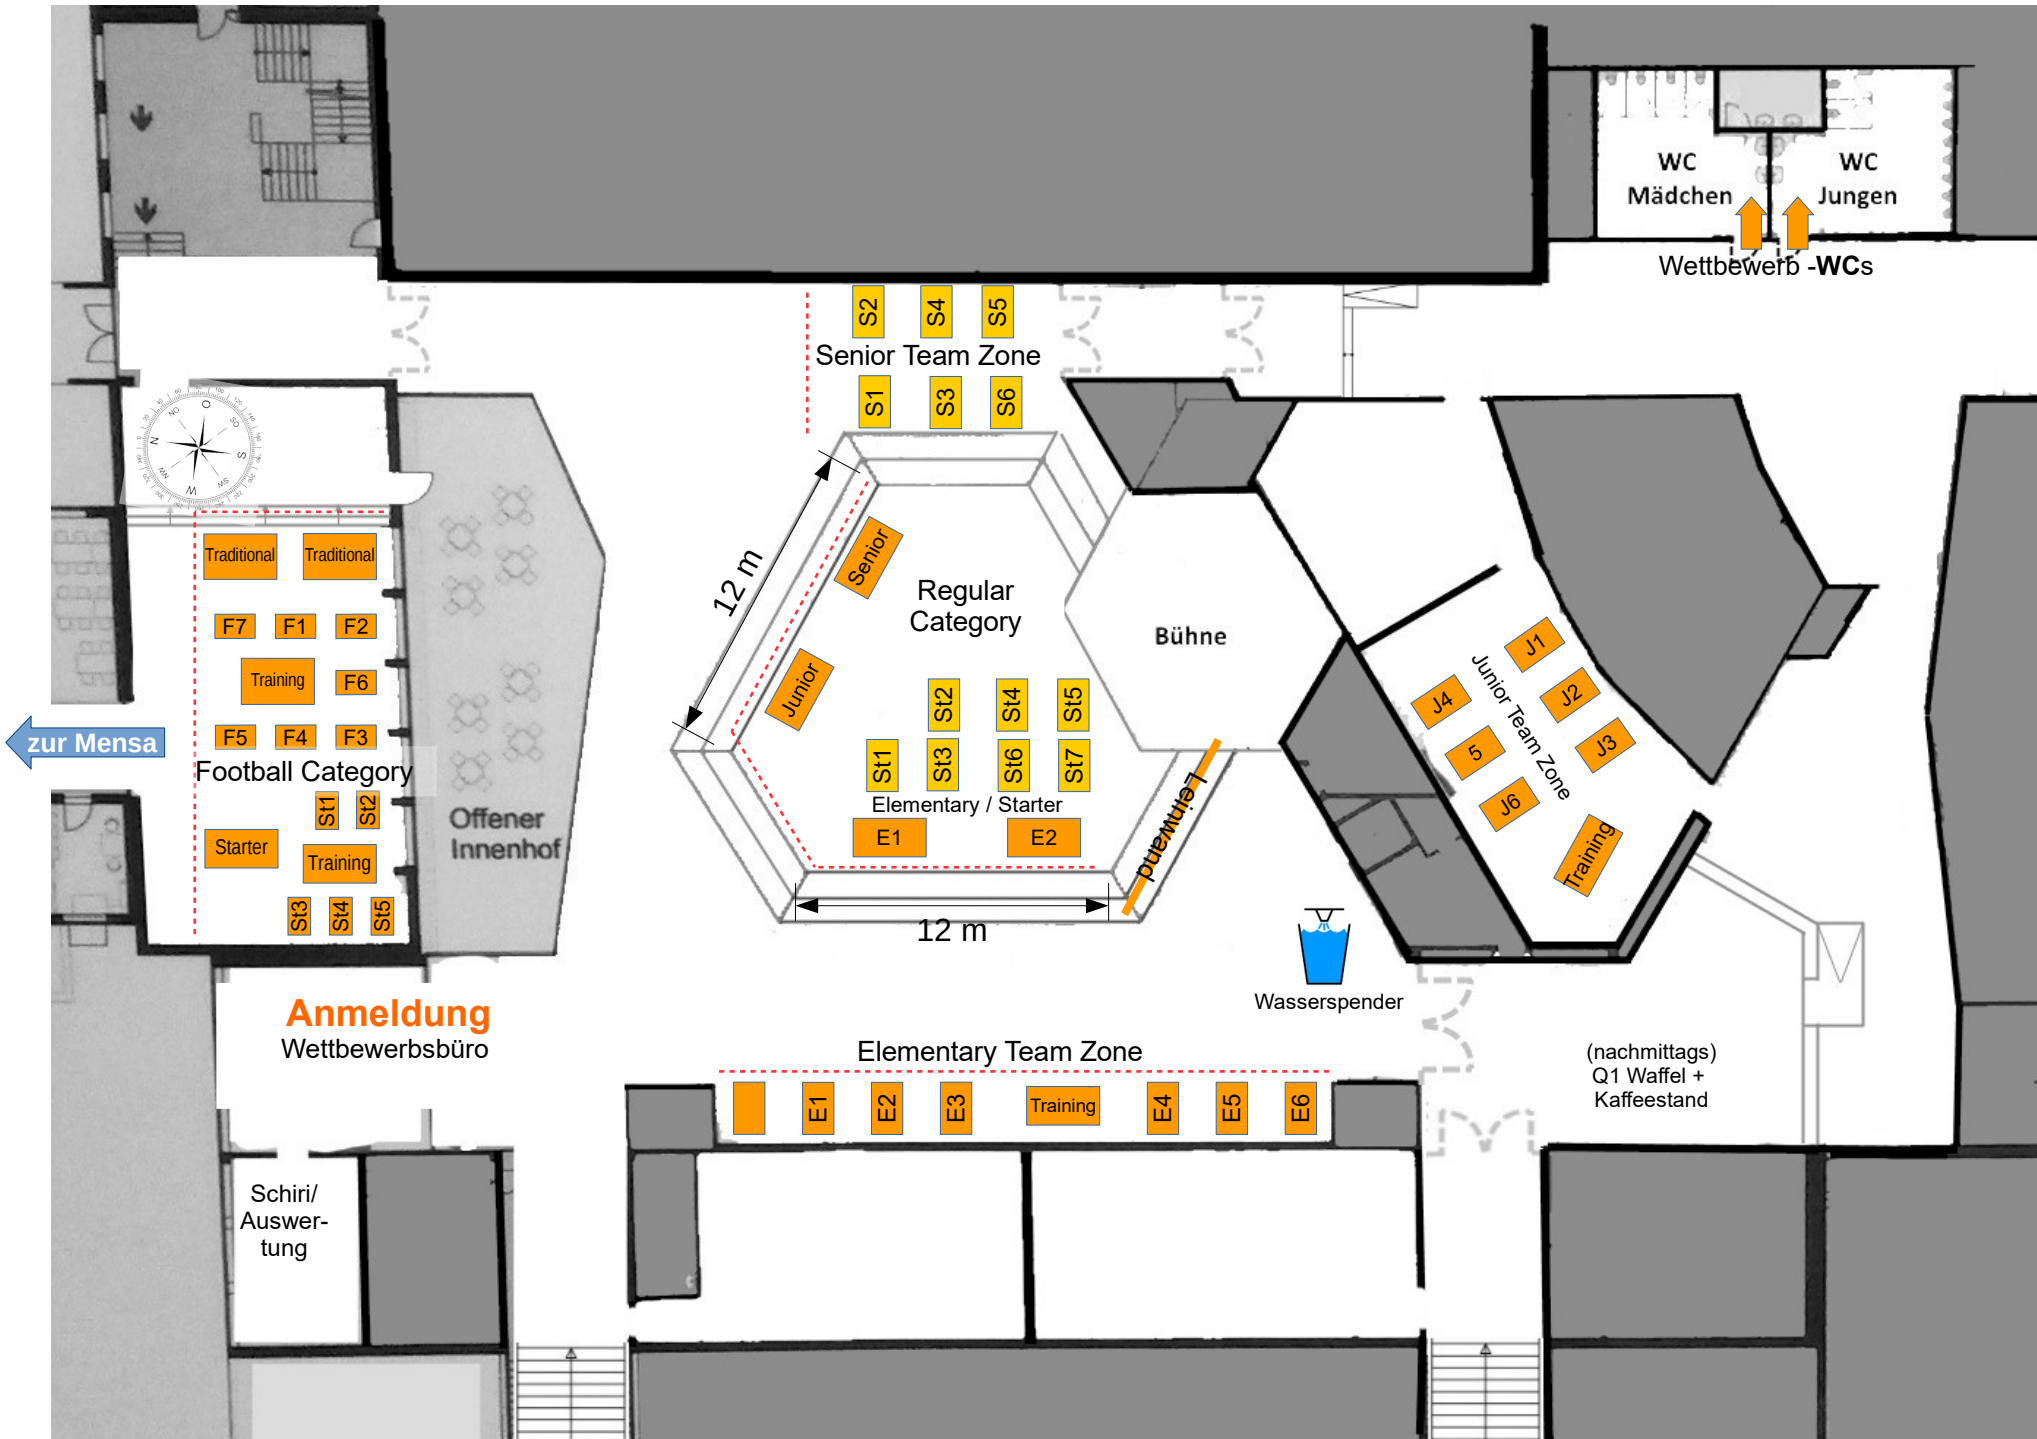 WC
Mädchen
WC
Jungen
Wettbewerb -WCs
S2
S4
S5
Senior Team Zone
S1
S3
S6
N
NO
O
SO
S
SW
W
NW
12 m
Senior
Regular
Category
Junior
Bühne
St2
St4
St5
St1
St3
St6
St7
Elementary / Starter
E1
E2
Leinwand
12 m
Traditional
Traditional
F7
F1
F2
Training
F6
F5
F4
F3
Football Category
St1
St2
Starter
Training
St3
St4
St5
zur Mensa
Offener
Innenhof
J1
J2
J3
Junior Team Zone
J4
5
J6
Training
Wasserspender
Anmeldung
Wettbewerbsbüro
Elementary Team Zone
E1
E2
E3
Training
E4
E5
E6
(nachmittags)
Q1 Waffel +
Kaffeestand
Schiri/
Auswer-
tung